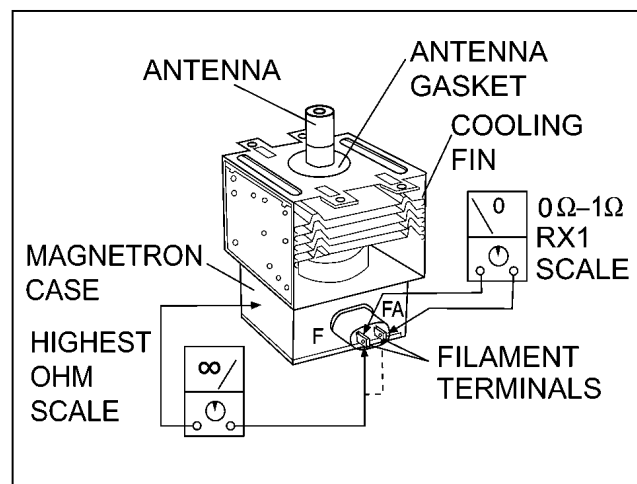 ANTENNA
ANTENNA
GASKET
COOLING
FIN
0
0Ω–1Ω
RX1
SCALE
MAGNETRON
CASE
F
FA
HIGHEST
OHM
SCALE
∞
FILAMENT
TERMINALS